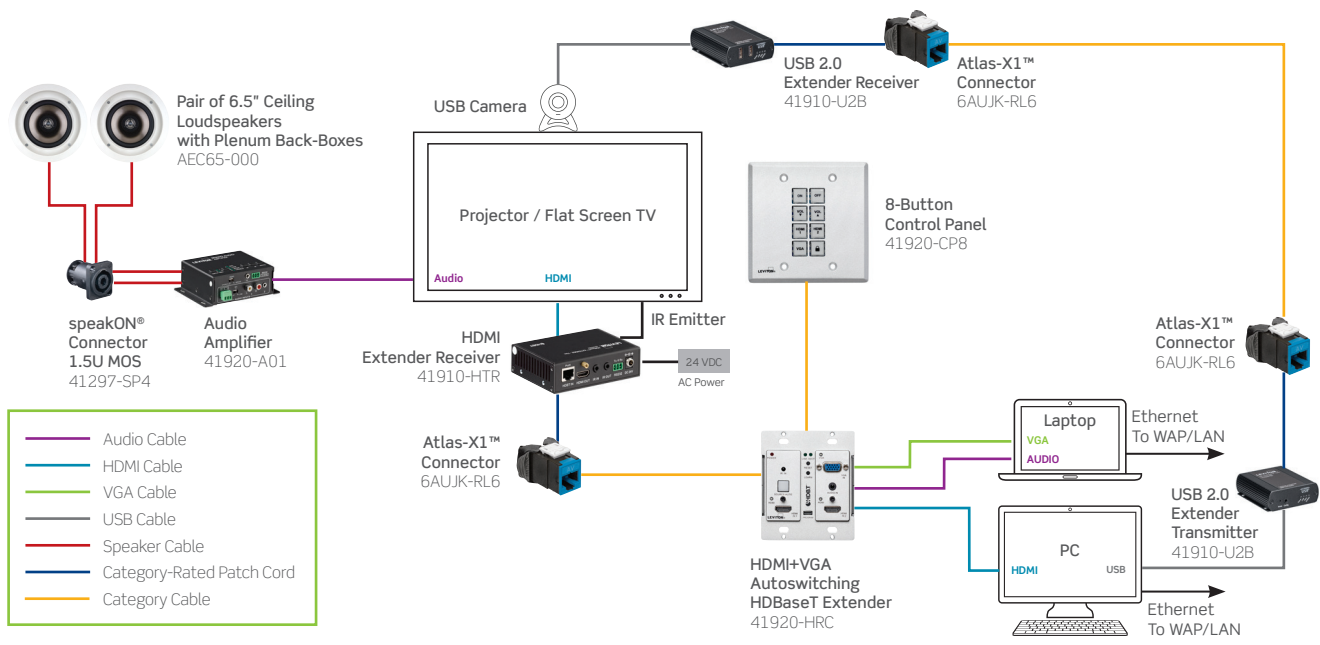 Pair of 6.5" Ceiling
Loudspeakers
with Plenum Back-Boxes
AEC65-000
USB Camera
USB 2.0
Extender Receiver
41910-U2B
Atlas-X1™
Connector
6AUJK-RL6
Projector / Flat Screen TV
Audio
HDMI
8-Button
Control Panel
41920-CP8
ON
OFF
VGA
LEVITON
speakON®
Connector
1.5U MOS
41297-SP4
Audio
Amplifier
41920-A01
HDMI
Extender Receiver
41910-HTR
IR Emitter
24 VDC
AC Power
Atlas-X1™
Connector
6AUJK-RL6
Atlas-X1™
Connector
6AUJK-RL6
Audio Cable
HDMI Cable
VGA Cable
USB Cable
Speaker Cable
Category-Rated Patch Cord
Category Cable
HDMI+VGA
Autoswitching
HDBaseT Extender
41920-HRC
Laptop
VGA
AUDIO
Ethernet
To WAP/LAN
USB 2.0
Extender
Transmitter
41910-U2B
PC
HDMI
USB
Ethernet
To WAP/LAN